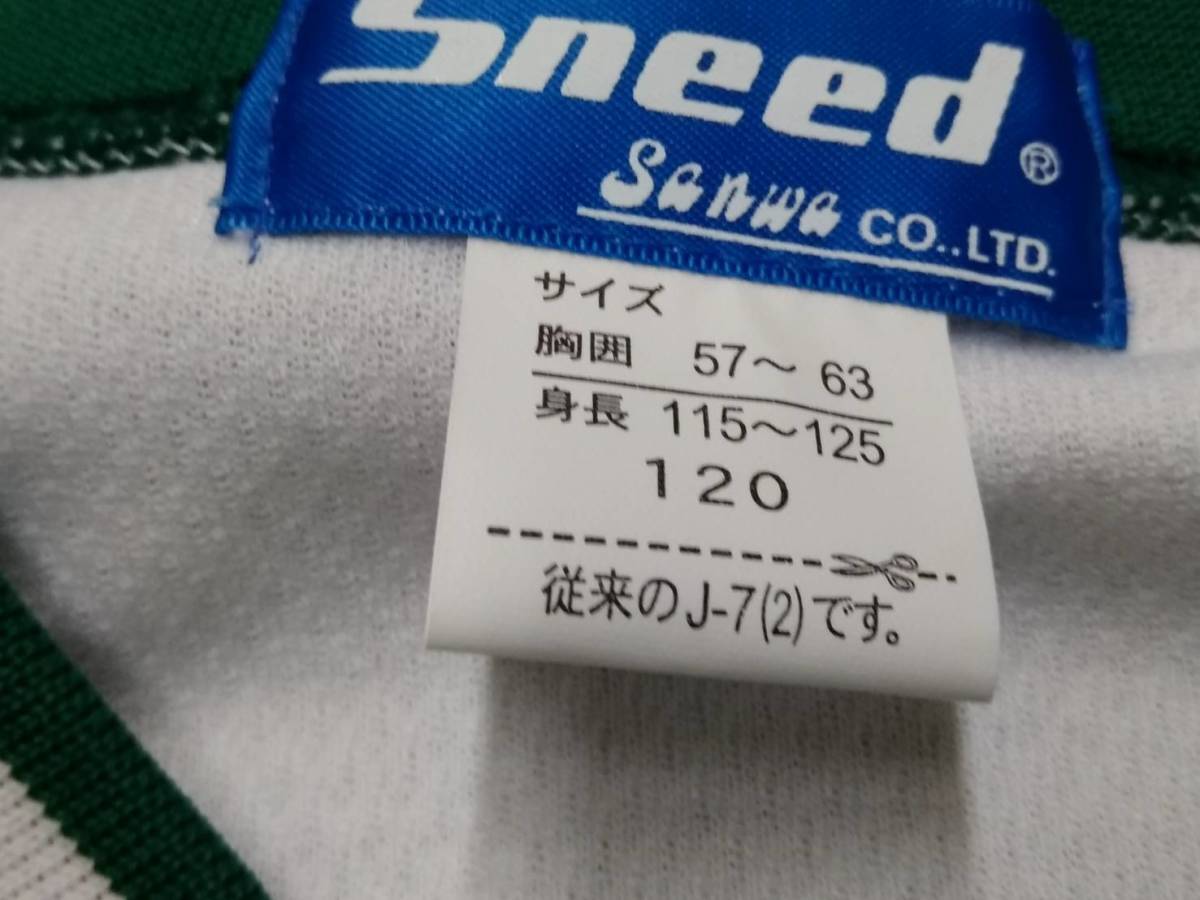 Sneed ®
Sanwa CO.,LTD.
サイズ
胸囲 57〜63
身長 115〜125
120
従来のJ-7(2)です。